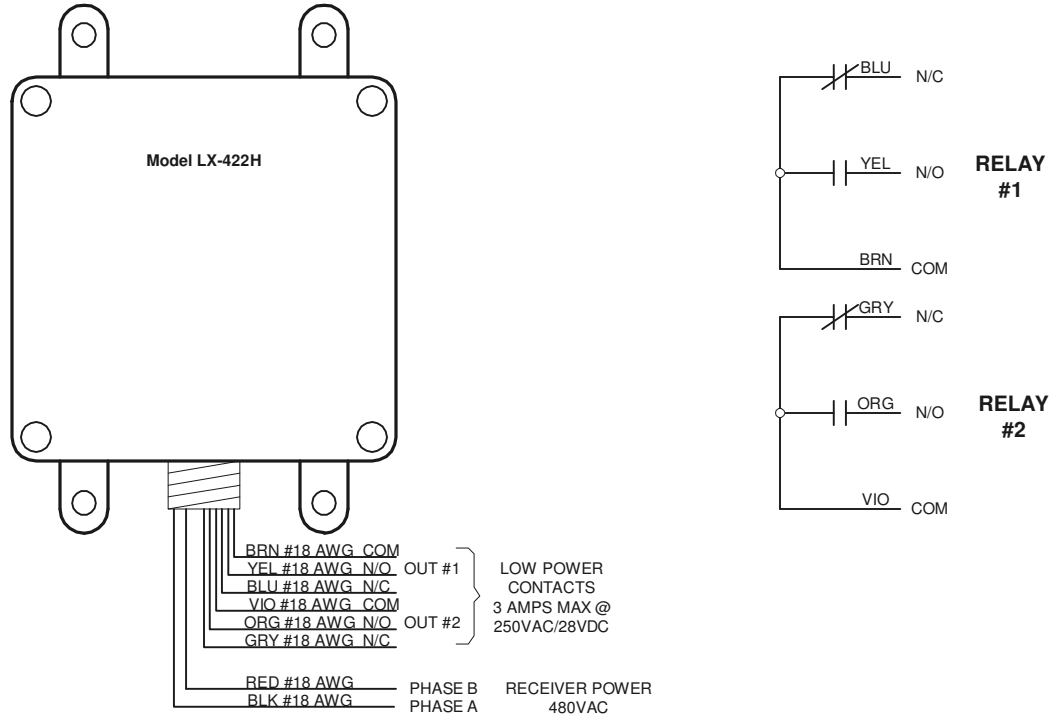 Model LX-422H
BLU N/C
YEL N/O
RELAY
#1
BRN COM
GRY N/C
ORG N/O
RELAY
#2
VIO COM
BRN #18 AWG COM
YEL #18 AWG N/O OUT #1
BLU #18 AWG N/C
VIO #18 AWG COM
ORG #18 AWG N/O OUT #2
GRY #18 AWG N/C
LOW POWER
CONTACTS
3 AMPS MAX @
250VAC/28VDC
RED #18 AWG PHASE B
BLK #18 AWG PHASE A
RECEIVER POWER
480VAC